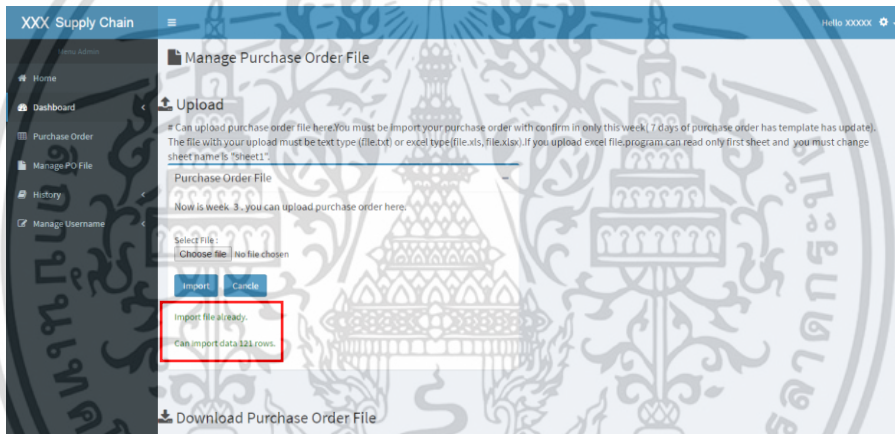 XXX Supply Chain
Hello XXXXX
Menu Admin
Manage Purchase Order File
Home
Dashboard
Upload
# Can upload purchase order file here.You must be Import your purchase order with confirm in only this week( 7 days of purchase order has template has update).
The file with your upload must be text type (file.txt) or excel type(file.xls, file.xlsx).If you upload excel file.program can read only first sheet and you must change
sheet name is "sheet1".
Purchase Order
Manage PO File
Purchase Order File
History
Now is week 3 . you can upload purchase order here.
Manage Username
Select File :
Choose file No file chosen
Import Cancle
Import file already.
Can import data 121 rows.
Download Purchase Order File